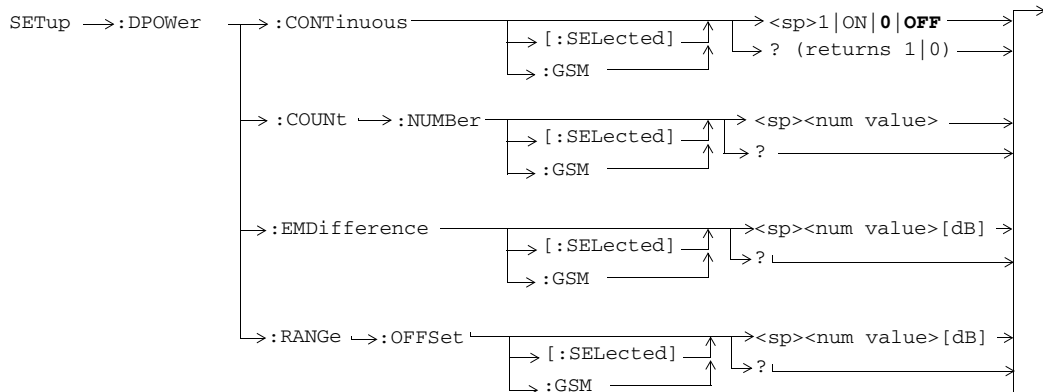 SETup :DPOWer :CONTinuous <sp>1|ON|0|OFF
[:SELected] ? (returns 1|0)
:GSM
:COUNt :NUMBer <sp><num value>
[:SELected] ?
:GSM
:EMDifference <sp><num value>[dB]
[:SELected] ?
:GSM
:RANGe :OFFSet <sp><num value>[dB]
[:SELected] ?
:GSM